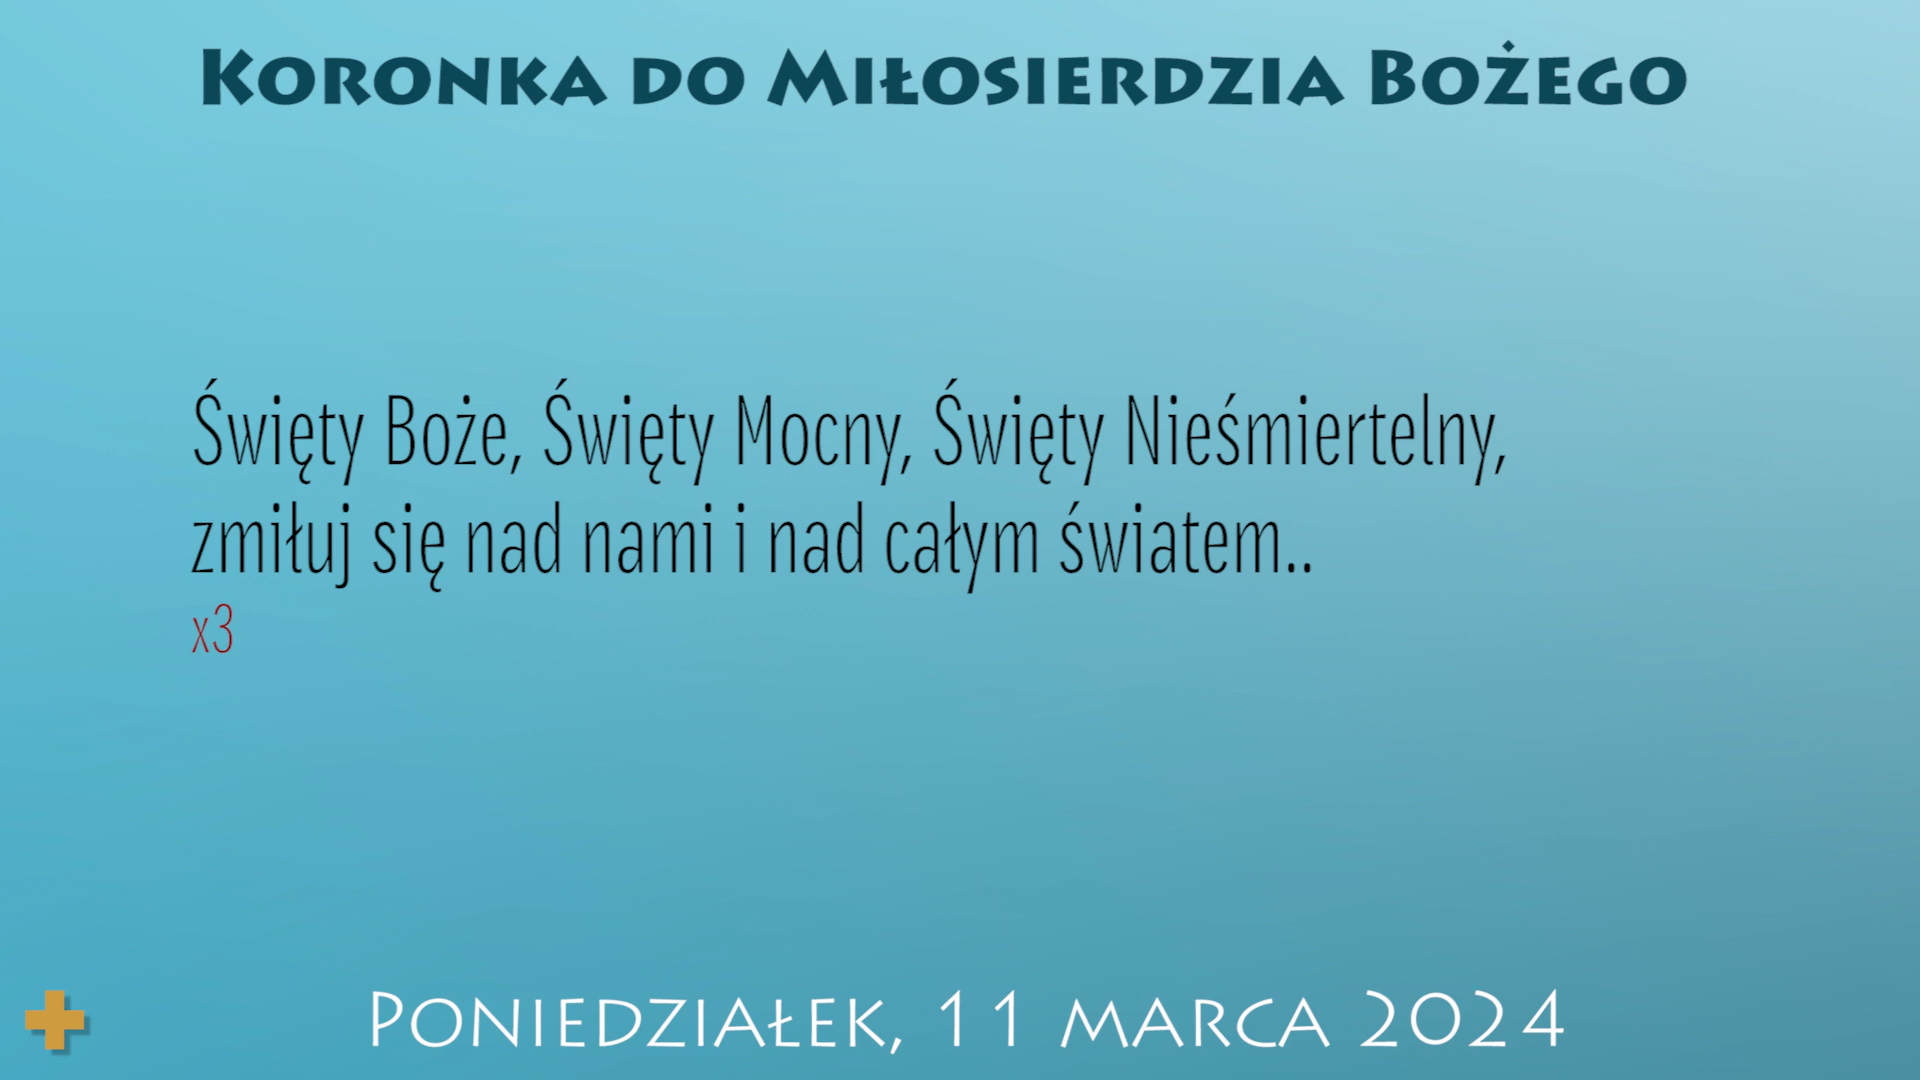 Koronka do Miłosierdzia Bożego
Święty Boże, Święty Mocny, Święty Nieśmiertelny,
zmiłuj się nad nami i nad całym światem..
x3
Poniedziałek, 11 marca 2024